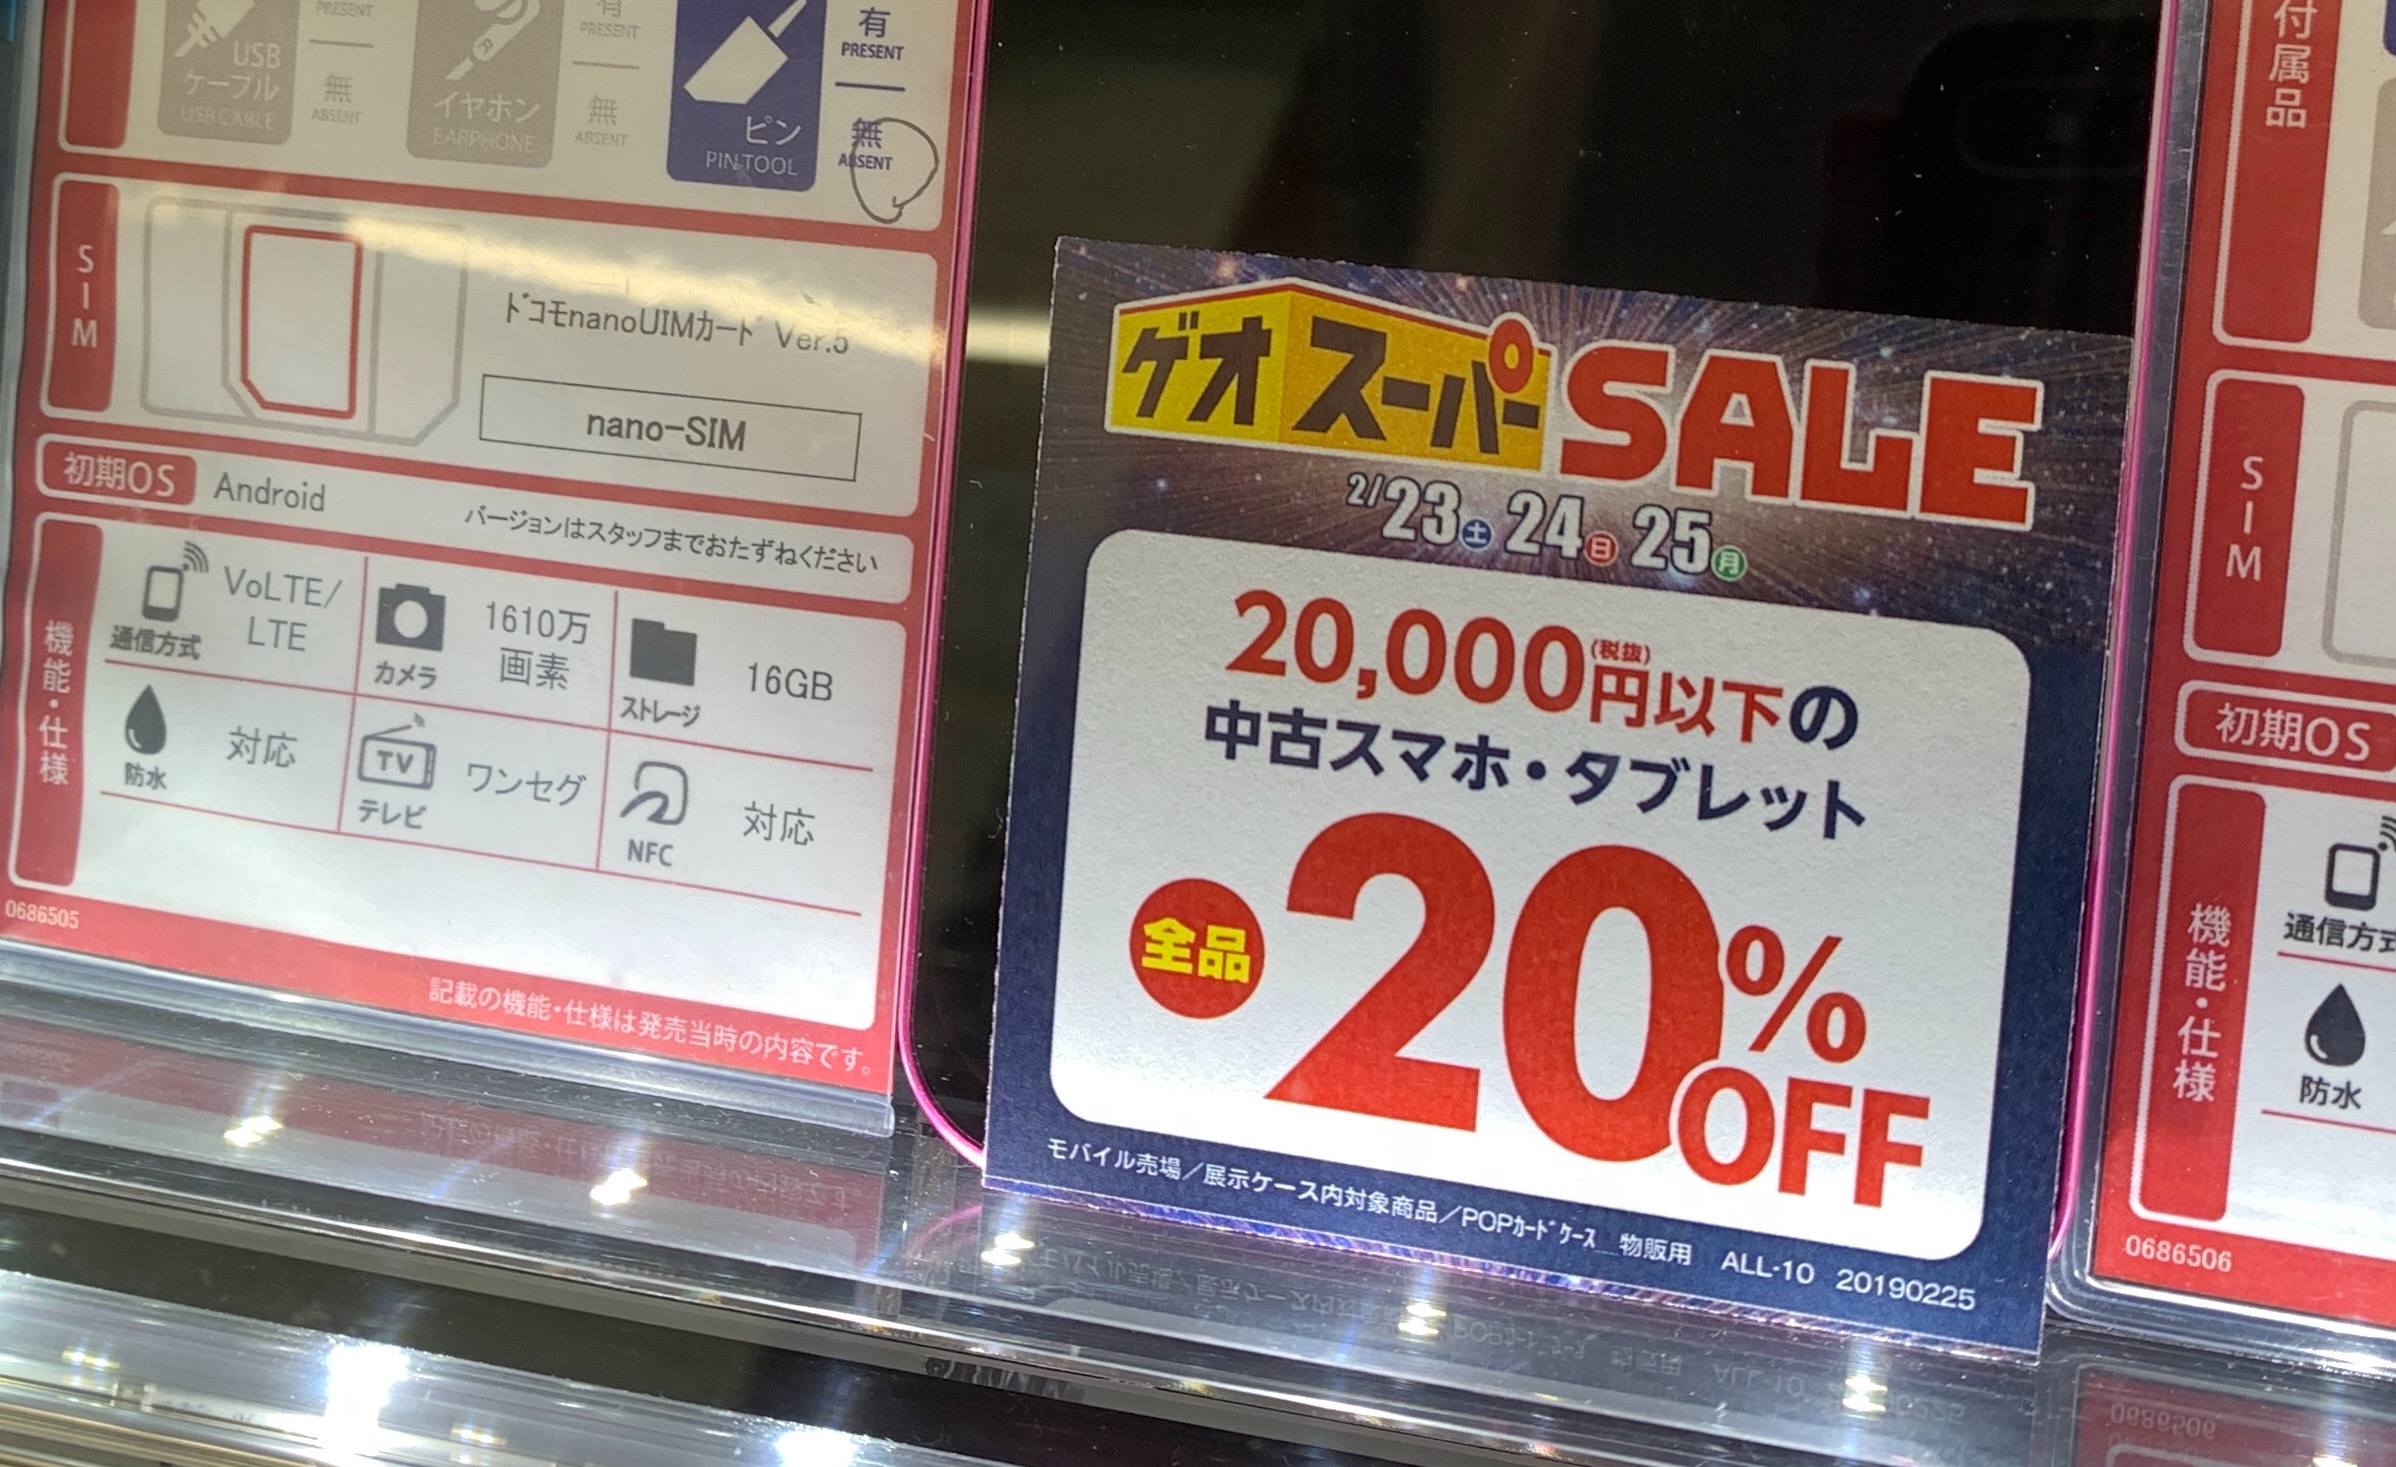 PRESENT
USB
ケーブル
USB CABLE
無
ABSENT
イヤホン
EARPHONE
有
PRESENT
無
ABSENT
ピン
PIN TOOL
有
PRESENT
無
ABSENT
SIM
ドコモnanoUIMカード Ver.5
nano-SIM
初期OS
Android
バージョンはスタッフまでおたずねください
機能・仕様
通信方式
VoLTE/
LTE
カメラ
1610万
画素
ストレージ
16GB
防水
対応
TV
テレビ
ワンセグ
NFC
対応
0686505
記載の機能・仕様は発売当時の内容です。
ゲオ スーパー SALE
2/23土 24日 25月
20,000円(税抜)以下の
中古スマホ・タブレット
全品
20%
OFF
モバイル売場／展示ケース内対象商品／POPカードケース 物販用 ALL-10 20190225
付属品
SIM
初期OS
機能・仕様
通信方式
防水
0686506